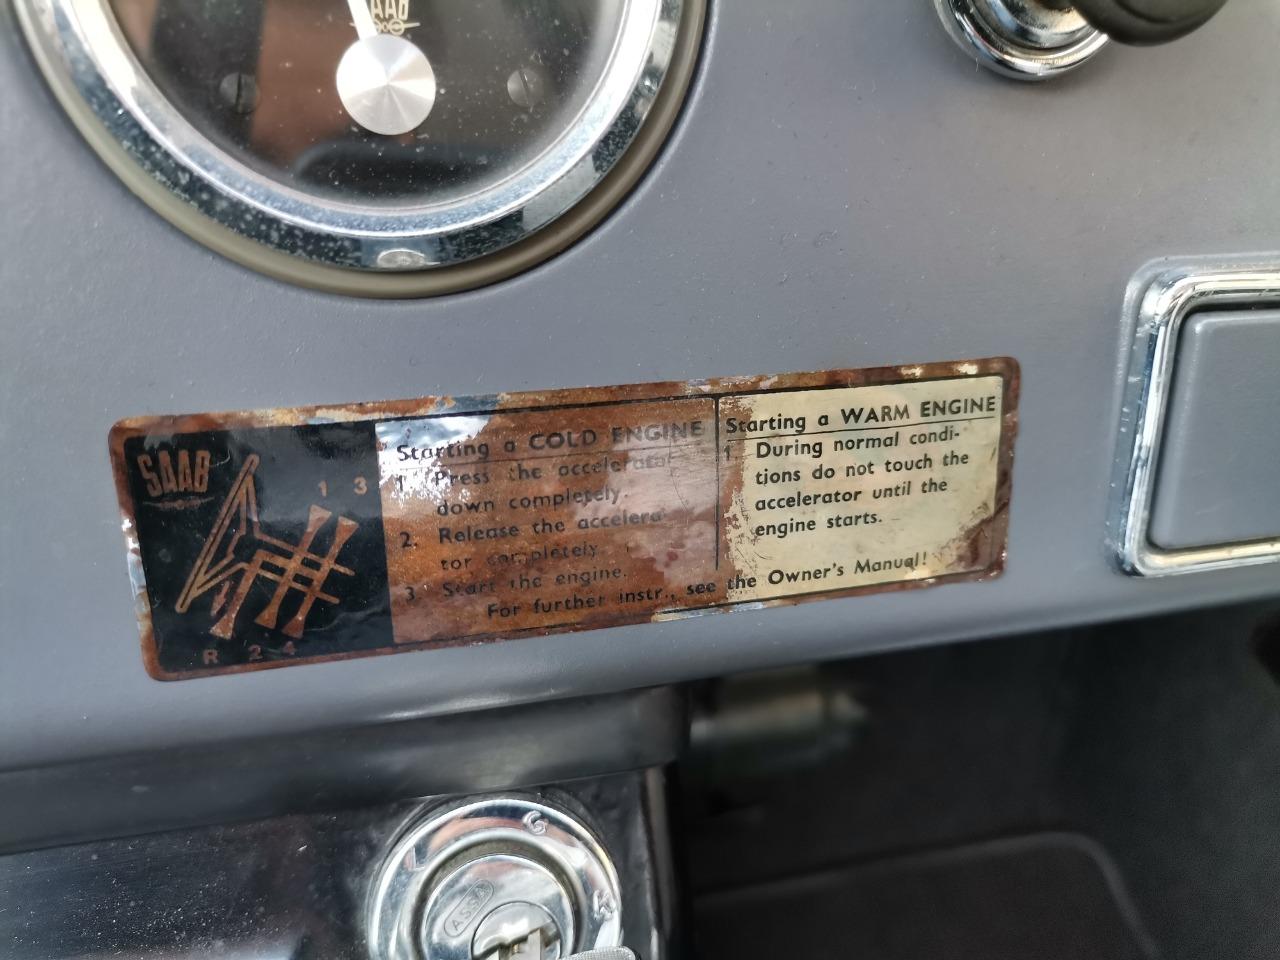 SAAB
SAAB
1 3
R 2 4
Starting a COLD ENGINE
1. Press the accelerator
down completely.
2. Release the accelera-
tor completely.
3. Start the engine.
Starting a WARM ENGINE
1 During normal condi-
tions do not touch the
accelerator until the
engine starts.
For further instr., see the Owner's Manual!
G
ASSA